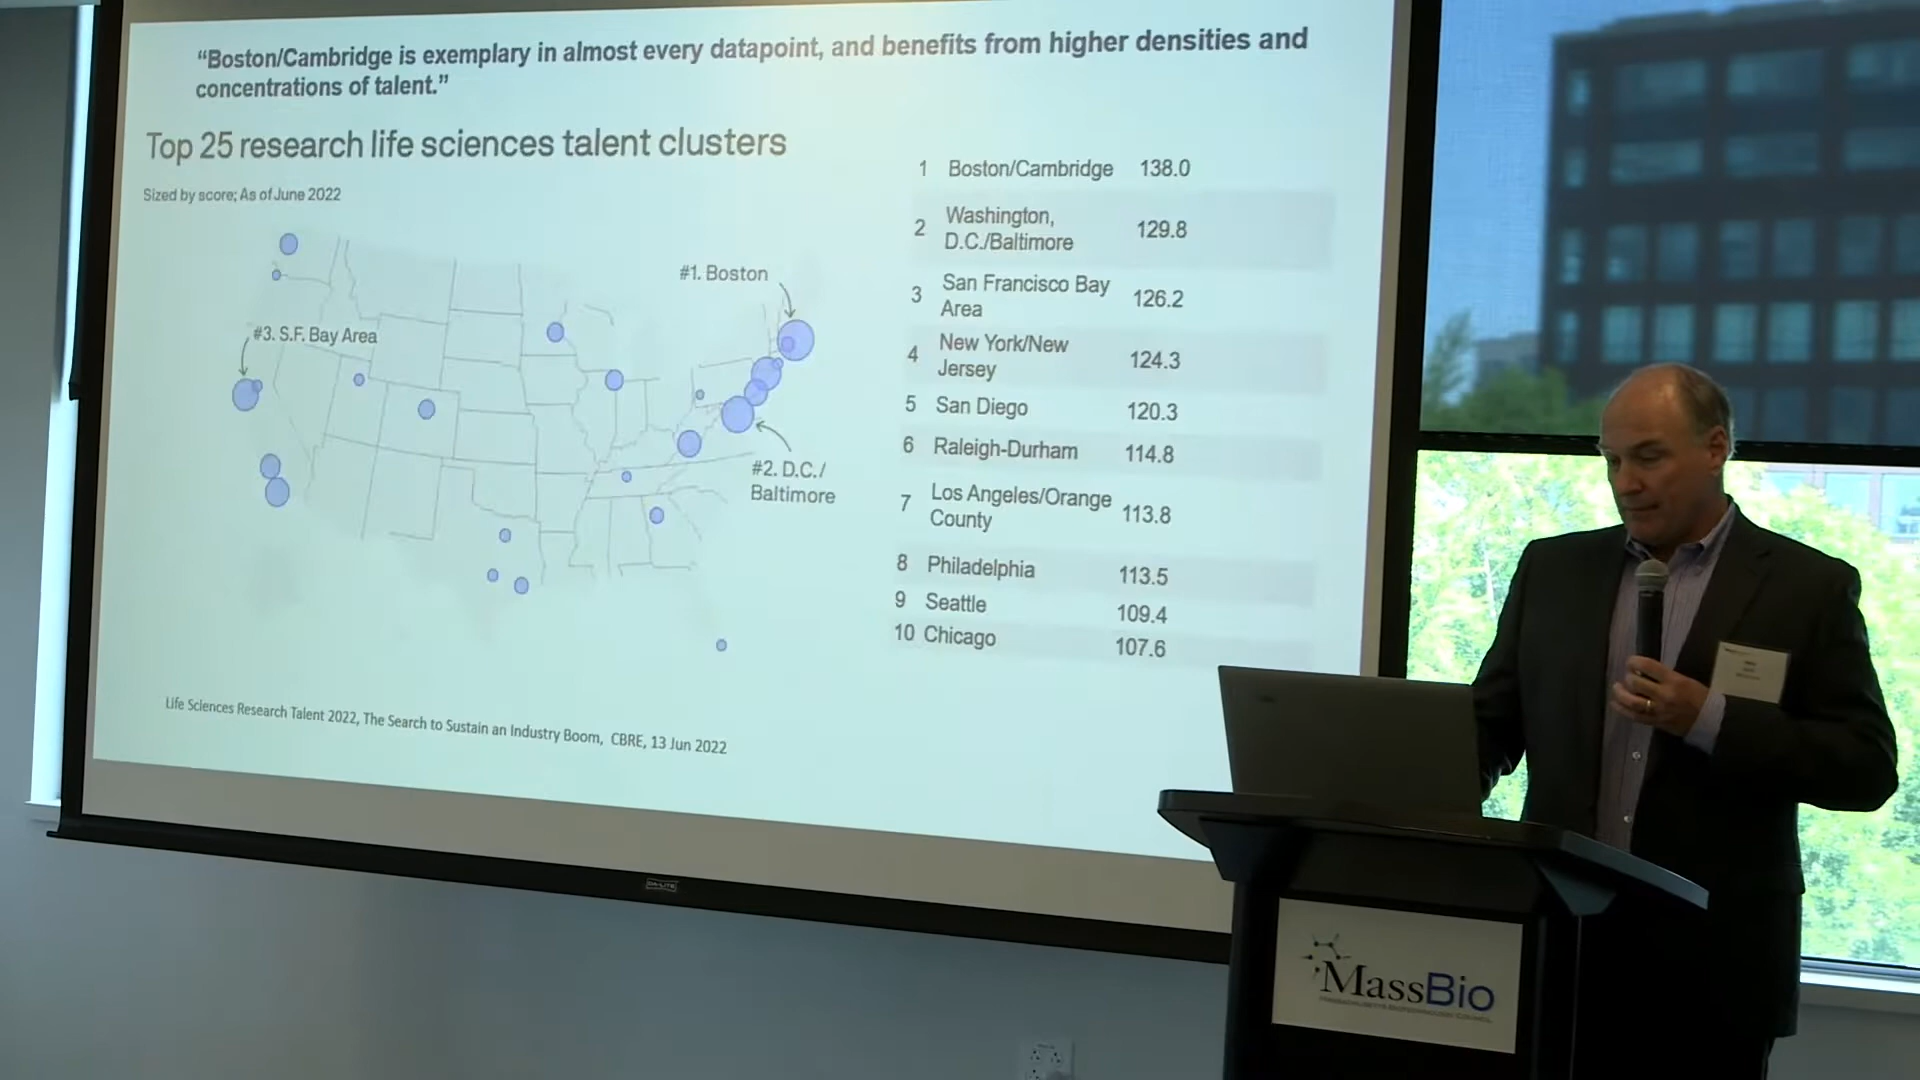 “Boston/Cambridge is exemplary in almost every datapoint, and benefits from higher densities and
concentrations of talent.”
Top 25 research life sciences talent clusters
Sized by score; As of June 2022
#1. Boston
#3. S.F. Bay Area
#2. D.C./
Baltimore
1 Boston/Cambridge 138.0
2 Washington,
D.C./Baltimore 129.8
3 San Francisco Bay
Area 126.2
4 New York/New
Jersey 124.3
5 San Diego 120.3
6 Raleigh-Durham 114.8
7 Los Angeles/Orange
County 113.8
8 Philadelphia 113.5
9 Seattle 109.4
10 Chicago 107.6
Life Sciences Research Talent 2022, The Search to Sustain an Industry Boom, CBRE, 13 Jun 2022
DA-LITE
MassBio
MASSACHUSETTS BIOTECHNOLOGY COUNCIL